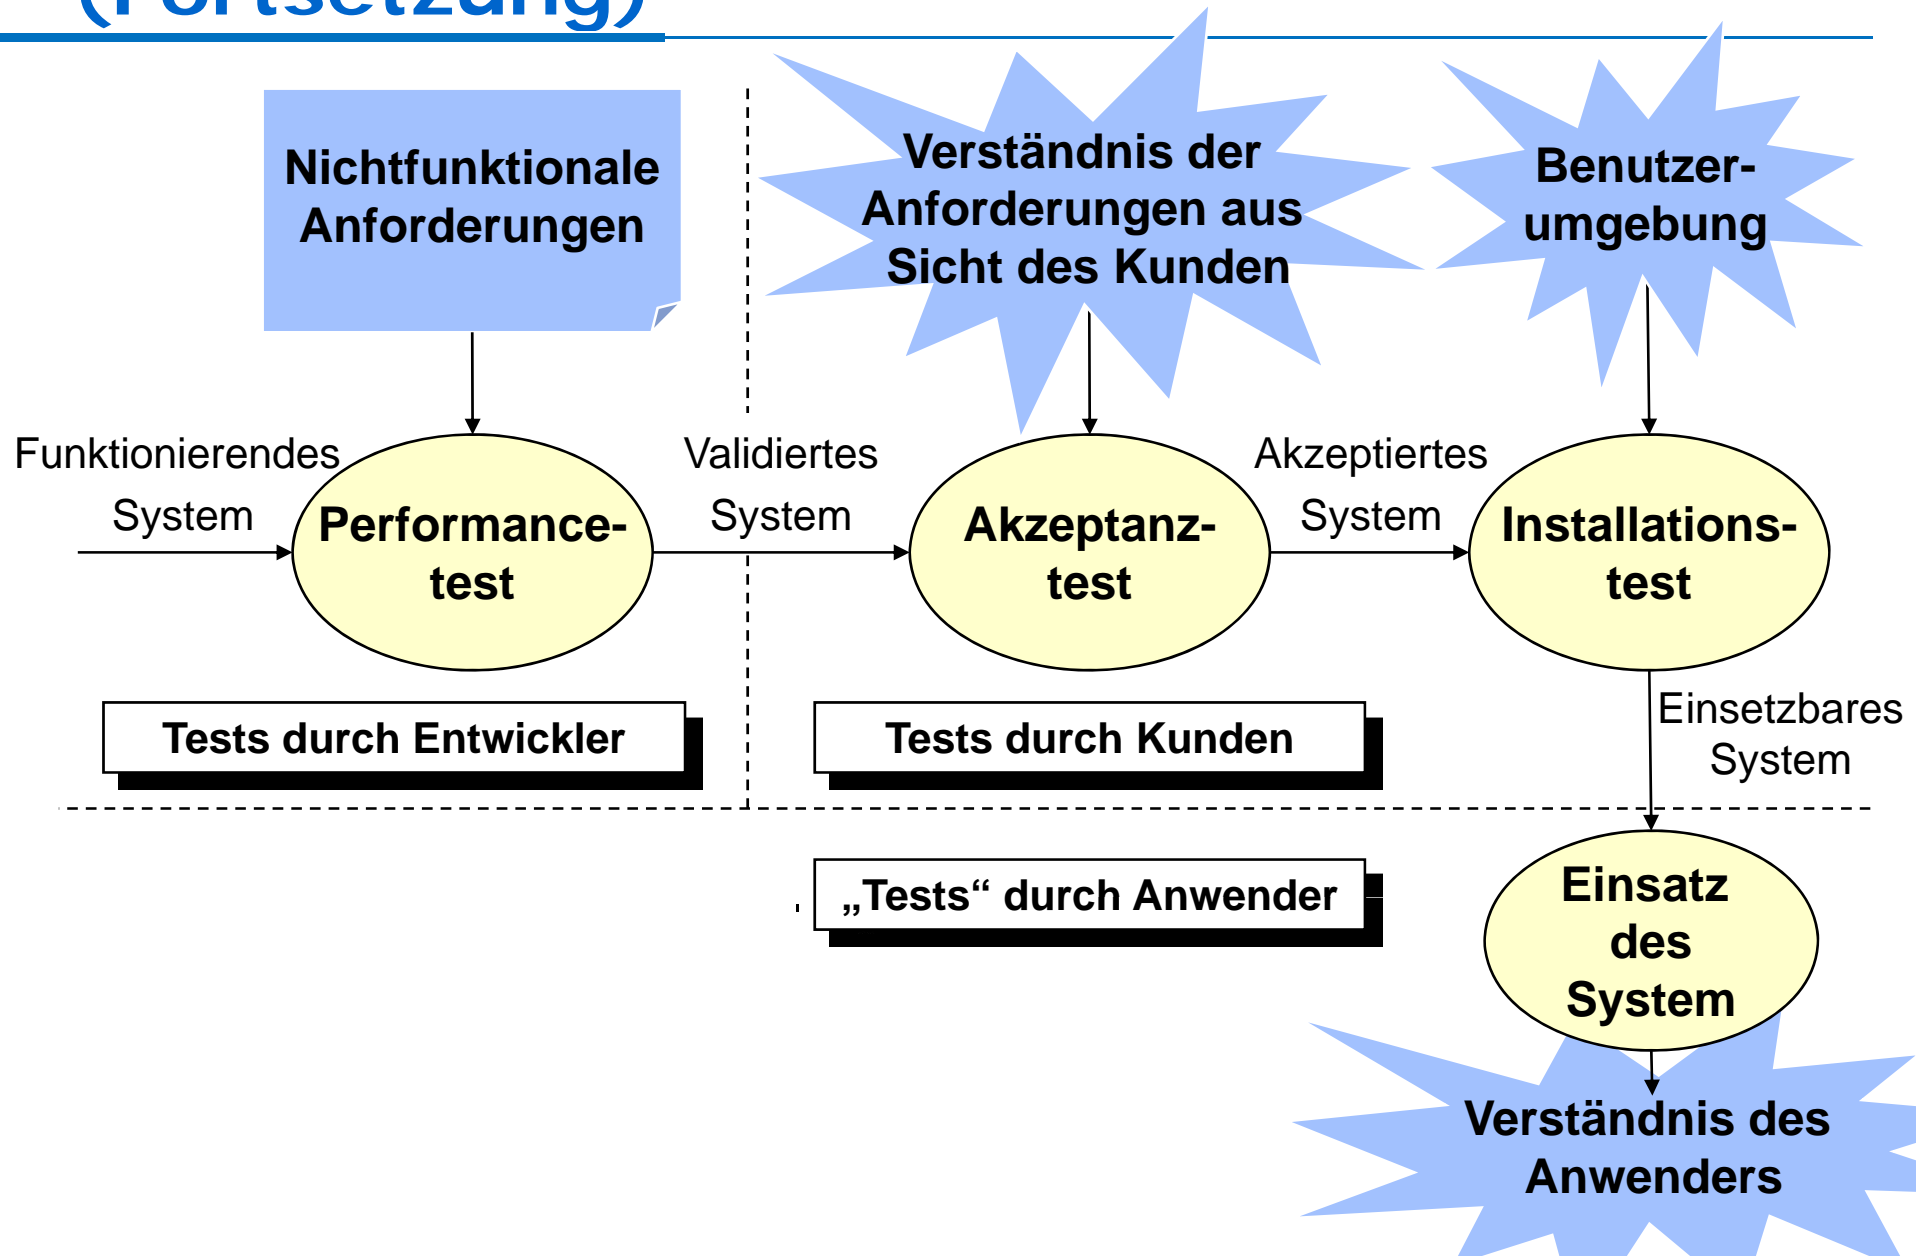 (Fortsetzung)
Nichtfunktionale
Anforderungen
Verständnis der
Anforderungen aus
Sicht des Kunden
Benutzer-
umgebung
Funktionierendes
System
Performance-
test
Validiertes
System
Akzeptanz-
test
Akzeptiertes
System
Installations-
test
Tests durch Entwickler
Tests durch Kunden
Einsetzbares
System
„Tests“ durch Anwender
Einsatz
des
System
Verständnis des
Anwenders